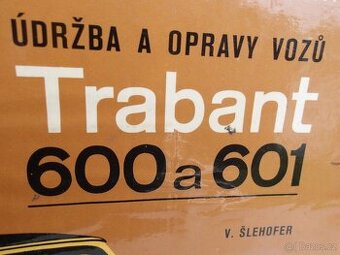 ÚDRŽBA A OPRAVY VOZŮ
Trabant
600 a 601
V. ŠLEHOFER